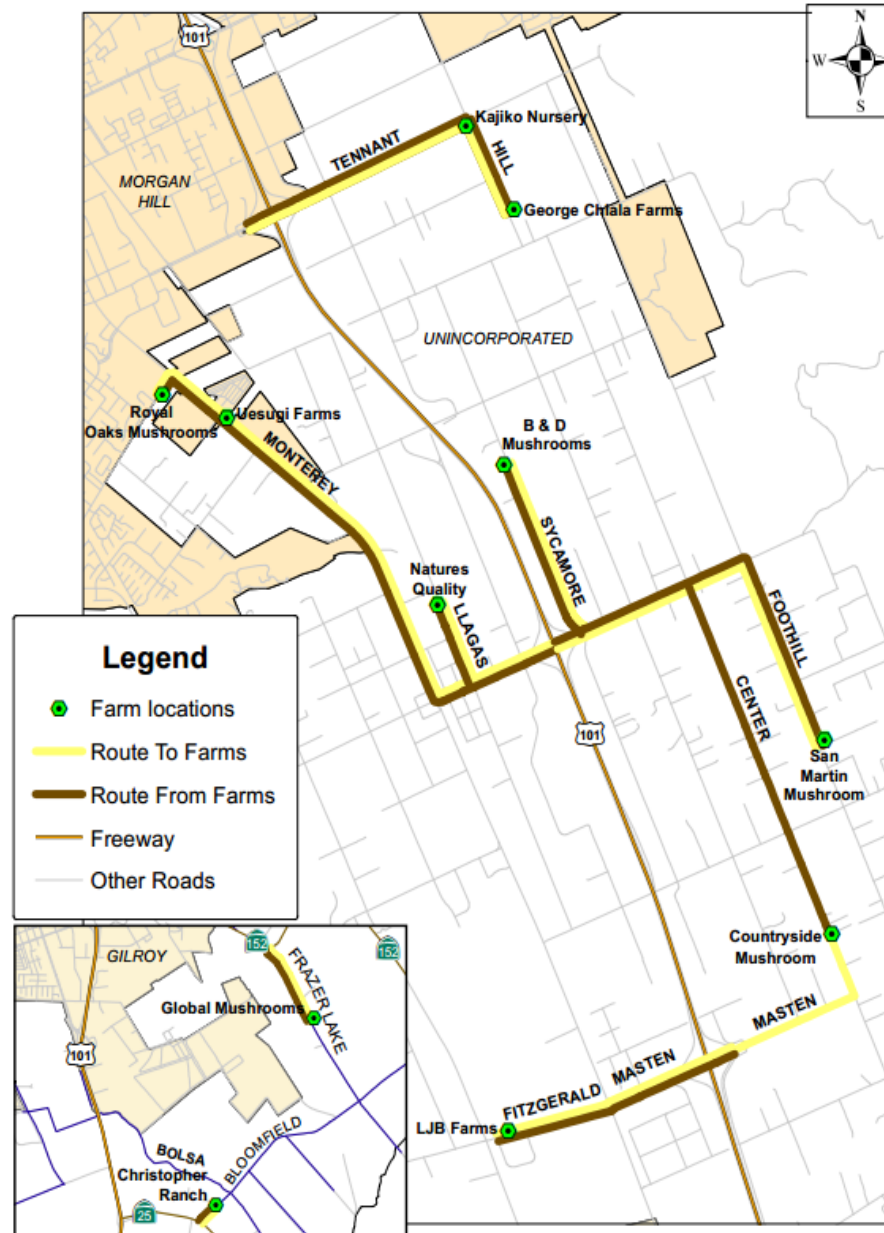 N
W
E
S
101
Kajiko Nursery
TENNANT
HILL
MORGAN
HILL
George Chiala Farms
UNINCORPORATED
Royal
Oaks Mushrooms
Uesugi Farms
B & D
Mushrooms
MONTEREY
SYCAMORE
Natures
Quality
LLAGAS
FOOTHILL
CENTER
101
San
Martin
Mushroom
Countryside
Mushroom
MASTEN
MASTEN
FITZGERALD
LJB Farms
Legend
Farm locations
Route To Farms
Route From Farms
Freeway
Other Roads
GILROY
152
152
FRAZER LAKE
Global Mushrooms
101
BOLSA
BLOOMFIELD
Christopher
Ranch
25